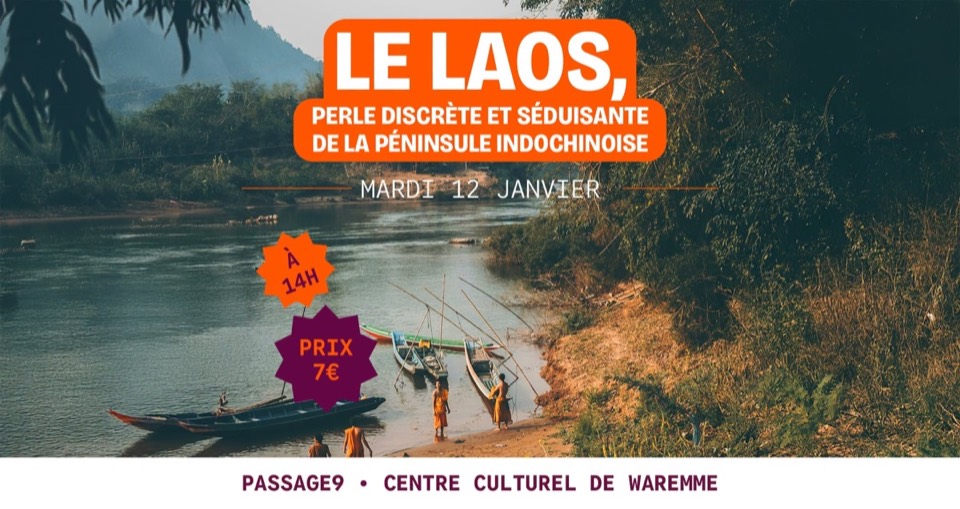 LE LAOS,
PERLE DISCRÈTE ET SÉDUISANTE
DE LA PÉNINSULE INDOCHINOISE
MARDI 12 JANVIER
À
14H
PRIX
7€
PASSAGE9 • CENTRE CULTUREL DE WAREMME